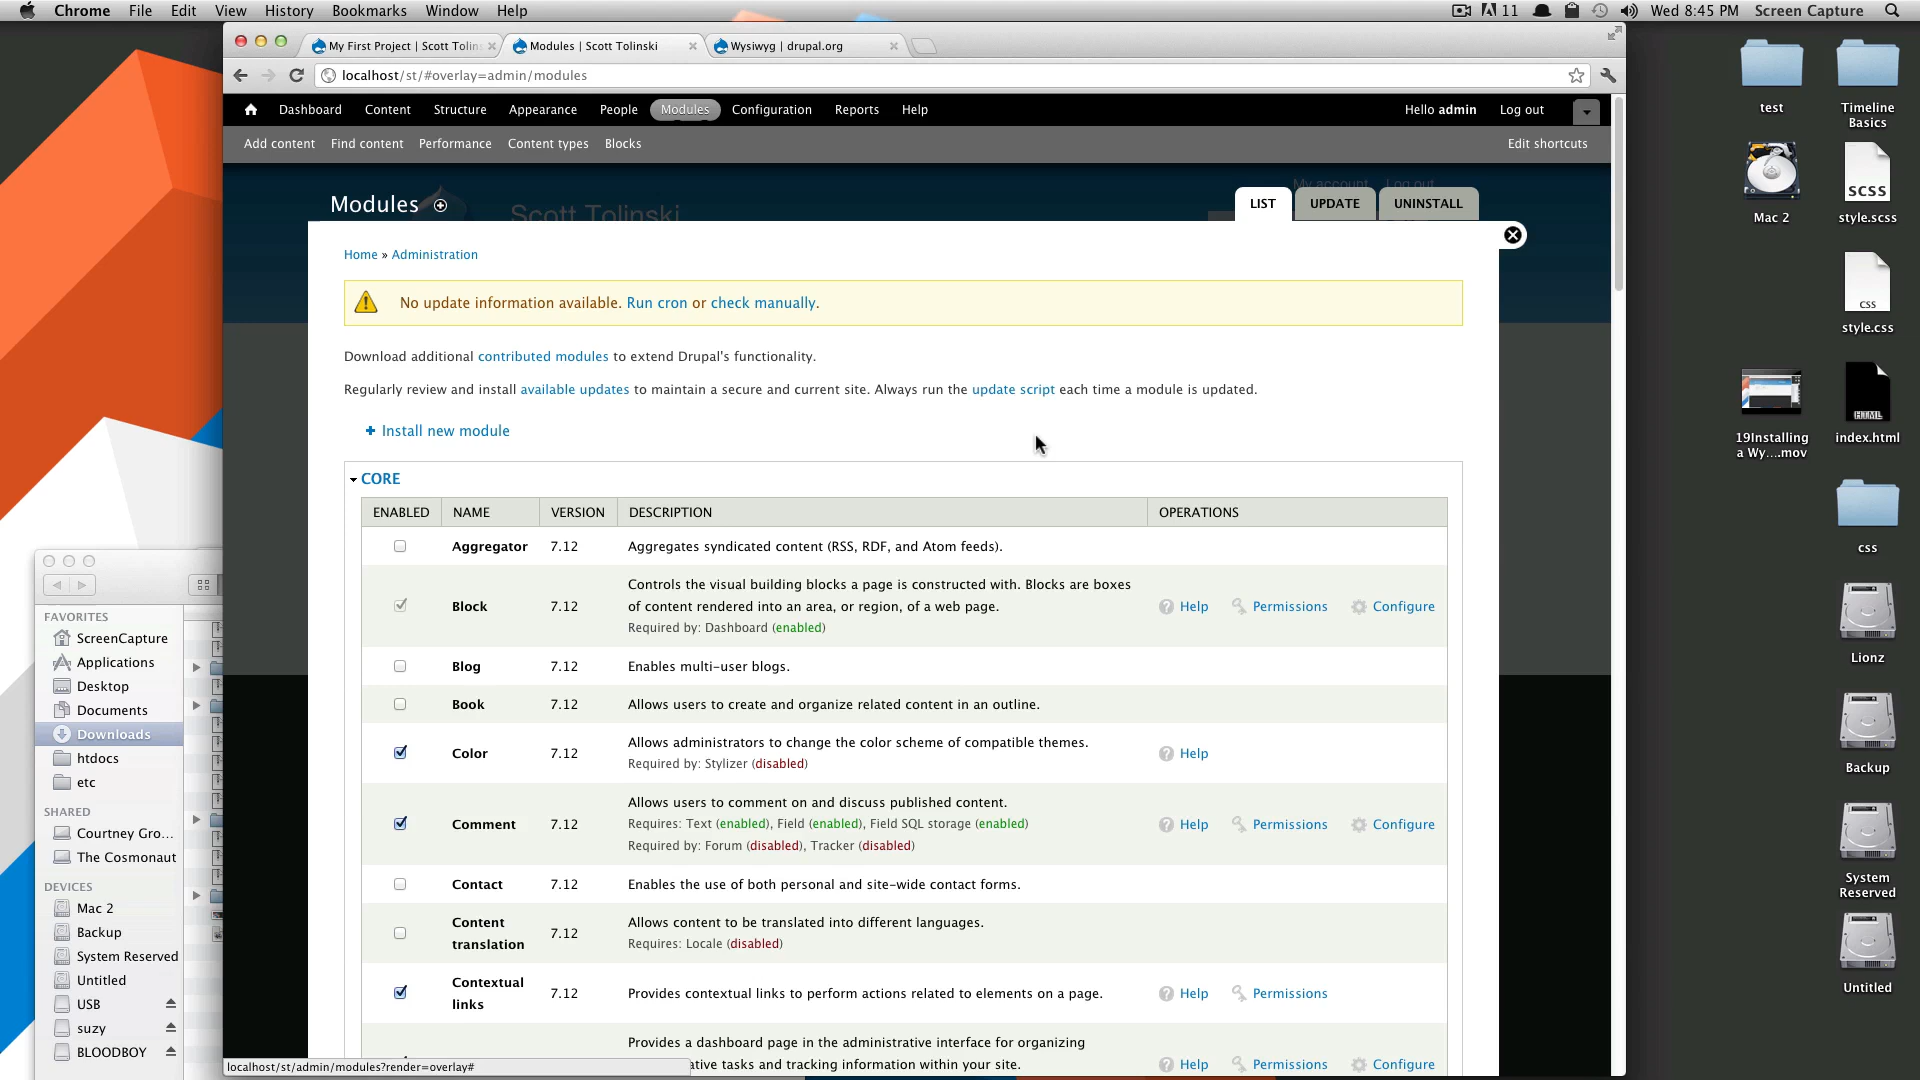 Chrome File Edit View History Bookmarks Window Help
11 Wed 8:45 PM Screen Capture
My First Project | Scott Tolin
Modules | Scott Tolinski
Wysiwyg | drupal.org
localhost/st/#overlay=admin/modules
Dashboard Content Structure Appearance People Modules Configuration Reports Help
Hello admin Log out
Add content Find content Performance Content types Blocks
Edit shortcuts
My account Log out
Scott Tolinski
Modules
LIST UPDATE UNINSTALL
Home » Administration
No update information available. Run cron or check manually.
Download additional contributed modules to extend Drupal's functionality.
Regularly review and install available updates to maintain a secure and current site. Always run the update script each time a module is updated.
+ Install new module
CORE
ENABLED NAME VERSION DESCRIPTION OPERATIONS
Aggregator 7.12 Aggregates syndicated content (RSS, RDF, and Atom feeds).
Controls the visual building blocks a page is constructed with. Blocks are boxes
Block 7.12 of content rendered into an area, or region, of a web page. Help Permissions Configure
Required by: Dashboard (enabled)
Blog 7.12 Enables multi-user blogs.
Book 7.12 Allows users to create and organize related content in an outline.
Allows administrators to change the color scheme of compatible themes.
Color 7.12 Help
Required by: Stylizer (disabled)
Allows users to comment on and discuss published content.
Comment 7.12 Requires: Text (enabled), Field (enabled), Field SQL storage (enabled) Help Permissions Configure
Required by: Forum (disabled), Tracker (disabled)
Contact 7.12 Enables the use of both personal and site-wide contact forms.
Content translation 7.12 Allows content to be translated into different languages.
Requires: Locale (disabled)
Contextual links 7.12 Provides contextual links to perform actions related to elements on a page. Help Permissions
Provides a dashboard page in the administrative interface for organizing
ative tasks and tracking information within your site. Help Permissions Configure
localhost/st/admin/modules?render=overlay#
FAVORITES
ScreenCapture
Applications
Desktop
Documents
Downloads
htdocs
etc
SHARED
Courtney Gro...
The Cosmonaut
DEVICES
Mac 2
Backup
System Reserved
Untitled
USB
suzy
BLOODBOY
test
Timeline
Basics
Mac 2
SCSS
style.scss
css
style.css
19Installing
a Wy....mov
HTML
index.html
css
Lionz
Backup
System
Reserved
Untitled